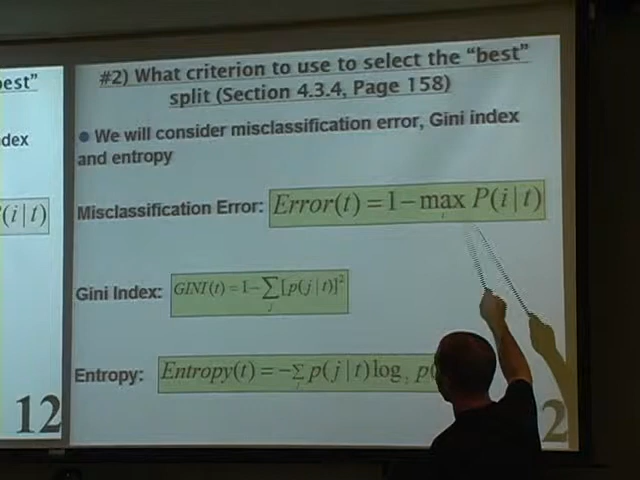 est”
dex
(i|t)
12
#2) What criterion to use to select the “best”
split (Section 4.3.4, Page 158)
• We will consider misclassification error, Gini index
and entropy
Misclassification Error: Error(t) = 1 − max P(i | t)
i
Gini Index: GINI(t) = 1 − ∑ [p(j | t)]²
j
Entropy: Entropy(t) = − ∑ p(j | t) log p(
2